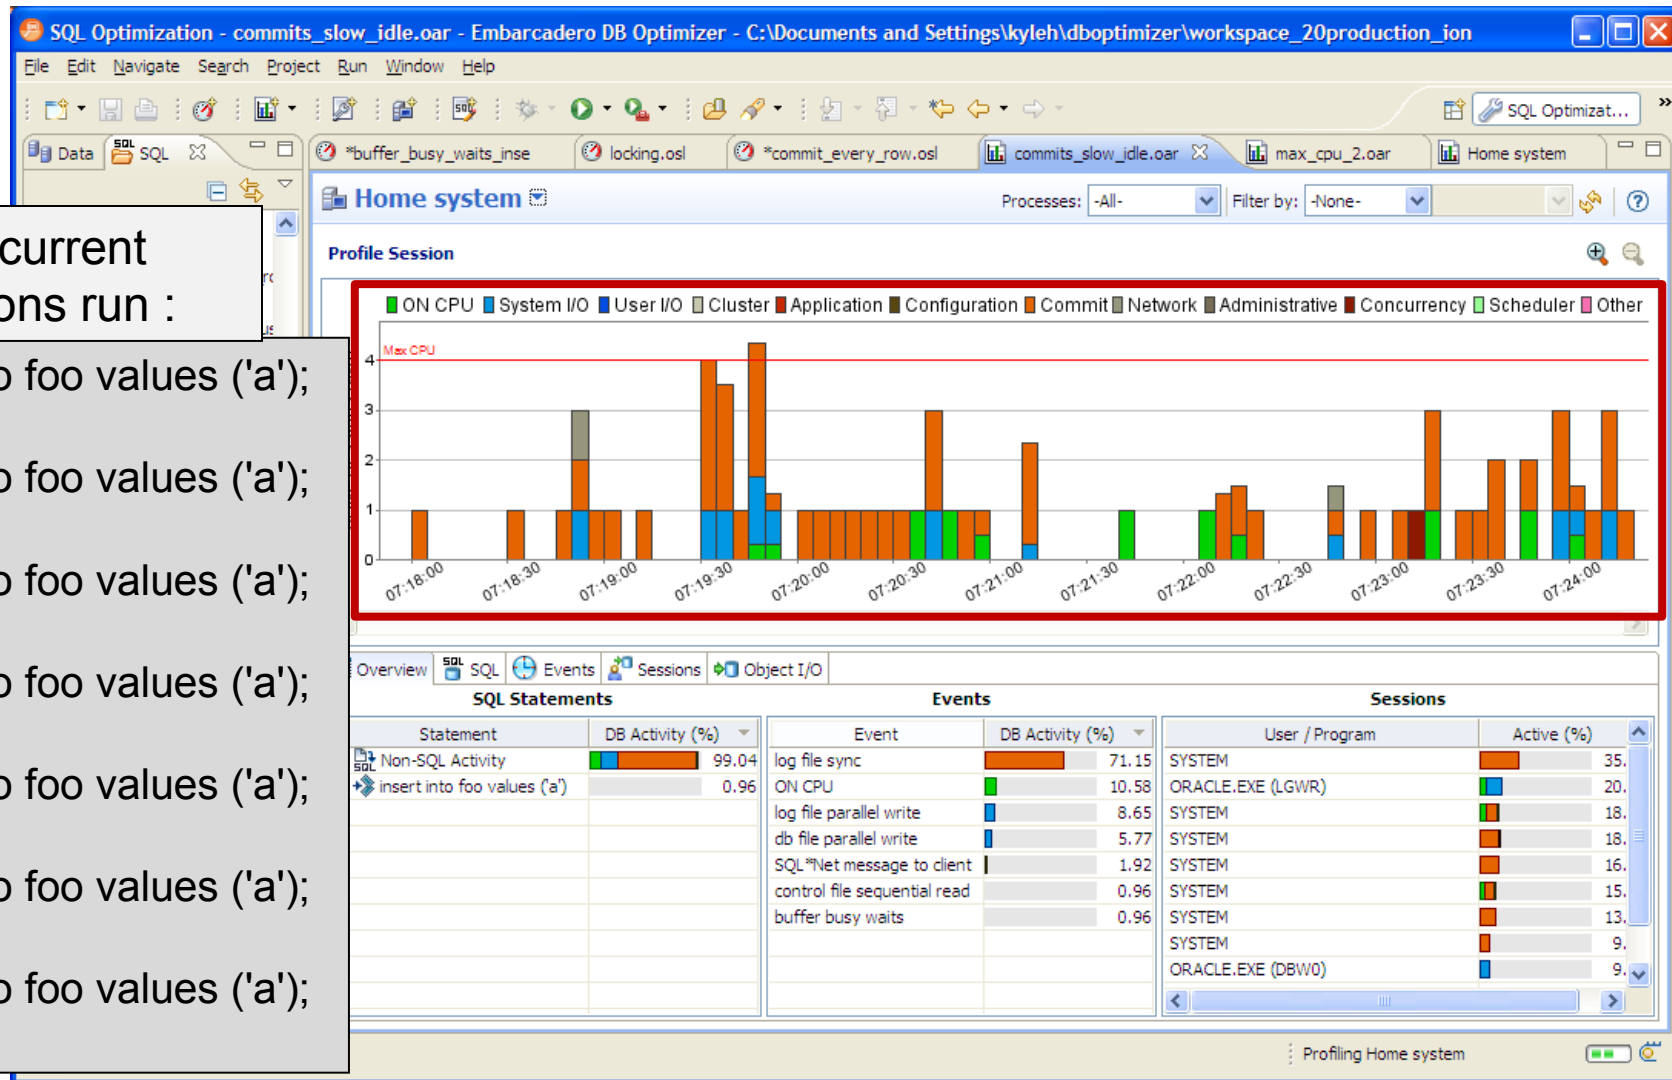 SQL Optimization - commits_slow_idle.oar - Embarcadero DB Optimizer - C:\Documents and Settings\kyleh\dboptimizer\workspace_20production_ion
File Edit Navigate Search Project Run Window Help
SQL Optimizat... »
Data SQL
*buffer_busy_waits_inse locking.osl *commit_every_row.osl commits_slow_idle.oar max_cpu_2.oar Home system
Home system
Processes: -All- Filter by: -None-
current
ons run :
Profile Session
ON CPU System I/O User I/O Cluster Application Configuration Commit Network Administrative Concurrency Scheduler Other
Max CPU
4
3
2
1
0
07:18:00 07:18:30 07:19:00 07:19:30 07:20:00 07:20:30 07:21:00 07:21:30 07:22:00 07:22:30 07:23:00 07:23:30 07:24:00
o foo values ('a');
o foo values ('a');
o foo values ('a');
o foo values ('a');
o foo values ('a');
o foo values ('a');
o foo values ('a');
Overview SQL Events Sessions Object I/O
SQL Statements
Statement DB Activity (%)
Non-SQL Activity 99.04
insert into foo values ('a') 0.96
Events
Event DB Activity (%)
log file sync 71.15
ON CPU 10.58
log file parallel write 8.65
db file parallel write 5.77
SQL*Net message to client 1.92
control file sequential read 0.96
buffer busy waits 0.96
Sessions
User / Program Active (%)
SYSTEM 35.
ORACLE.EXE (LGWR) 20.
SYSTEM 18.
SYSTEM 18.
SYSTEM 16.
SYSTEM 15.
SYSTEM 13.
SYSTEM 9.
ORACLE.EXE (DBW0) 9.
Profiling Home system